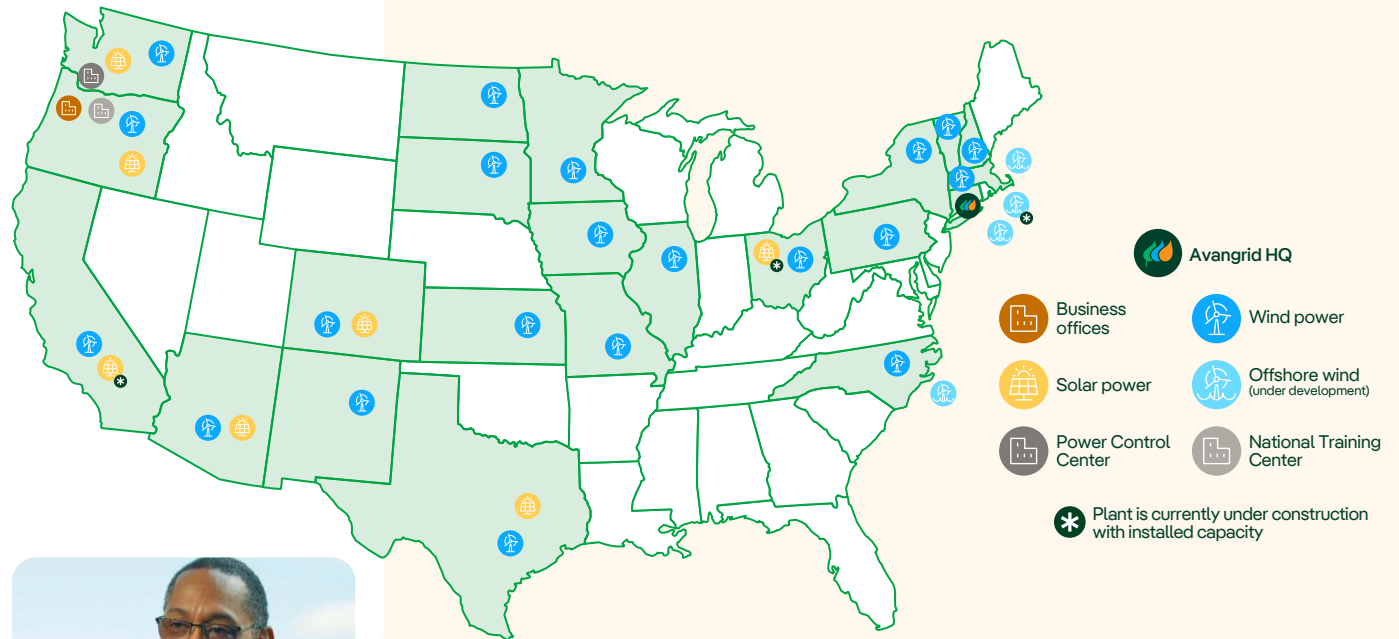 Avangrid HQ
Business
offices
Wind power
Solar power
Offshore wind
(under development)
Power Control
Center
National Training
Center
Plant is currently under construction
with installed capacity